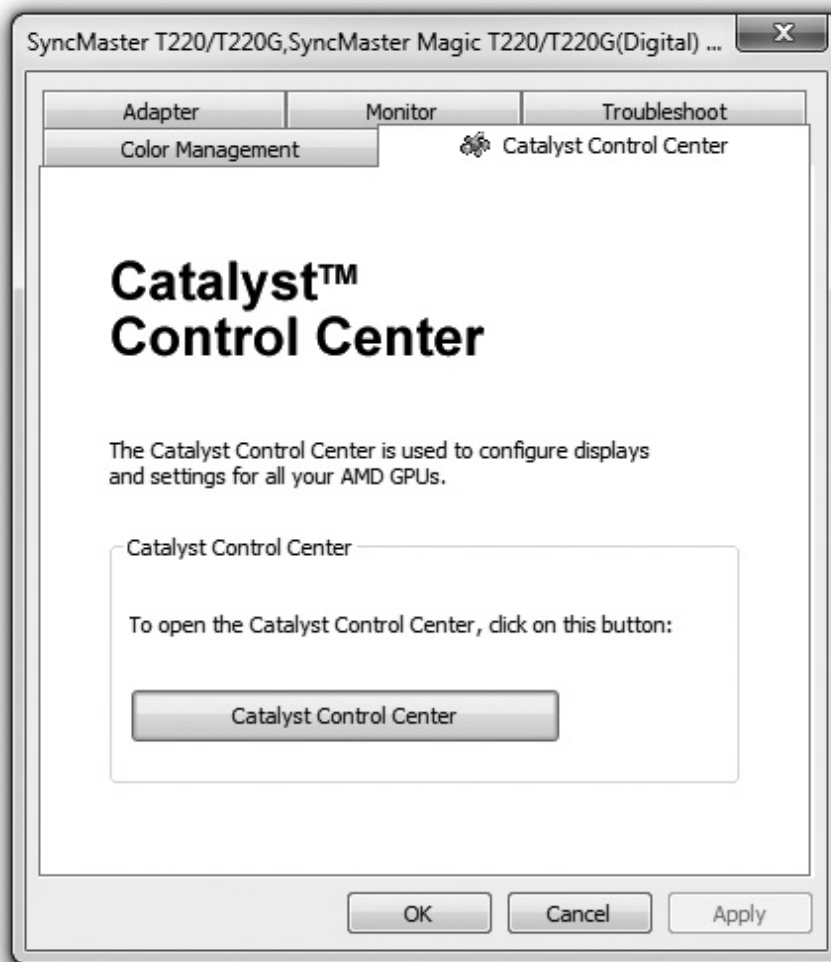 SyncMaster T220/T220G,SyncMaster Magic T220/T220G(Digital) ...
X
Adapter
Monitor
Troubleshoot
Color Management
Catalyst Control Center
Catalyst™
Control Center
The Catalyst Control Center is used to configure displays
and settings for all your AMD GPUs.
Catalyst Control Center
To open the Catalyst Control Center, click on this button:
Catalyst Control Center
OK
Cancel
Apply